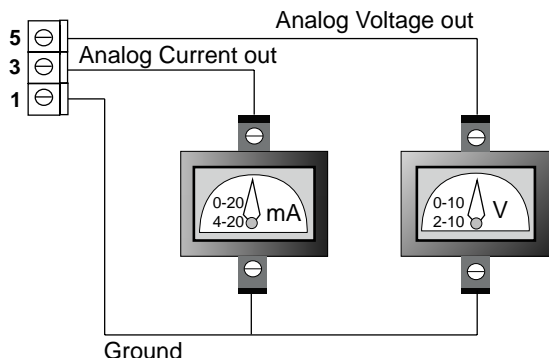 Analog Voltage out
5
Analog Current out
3
1
0-20
4-20
mA
0-10
2-10
V
Ground